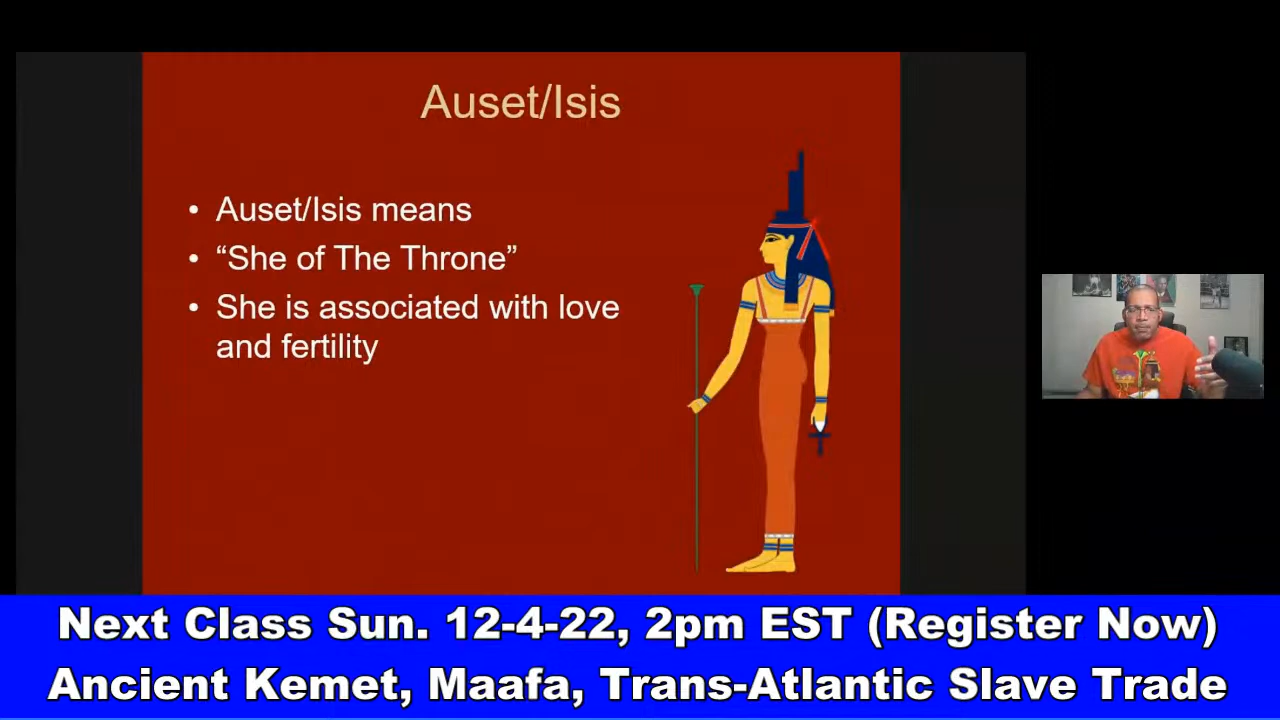 Auset/Isis
• Auset/Isis means
• “She of The Throne”
• She is associated with love
and fertility
Next Class Sun. 12-4-22, 2pm EST (Register Now)
Ancient Kemet, Maafa, Trans-Atlantic Slave Trade